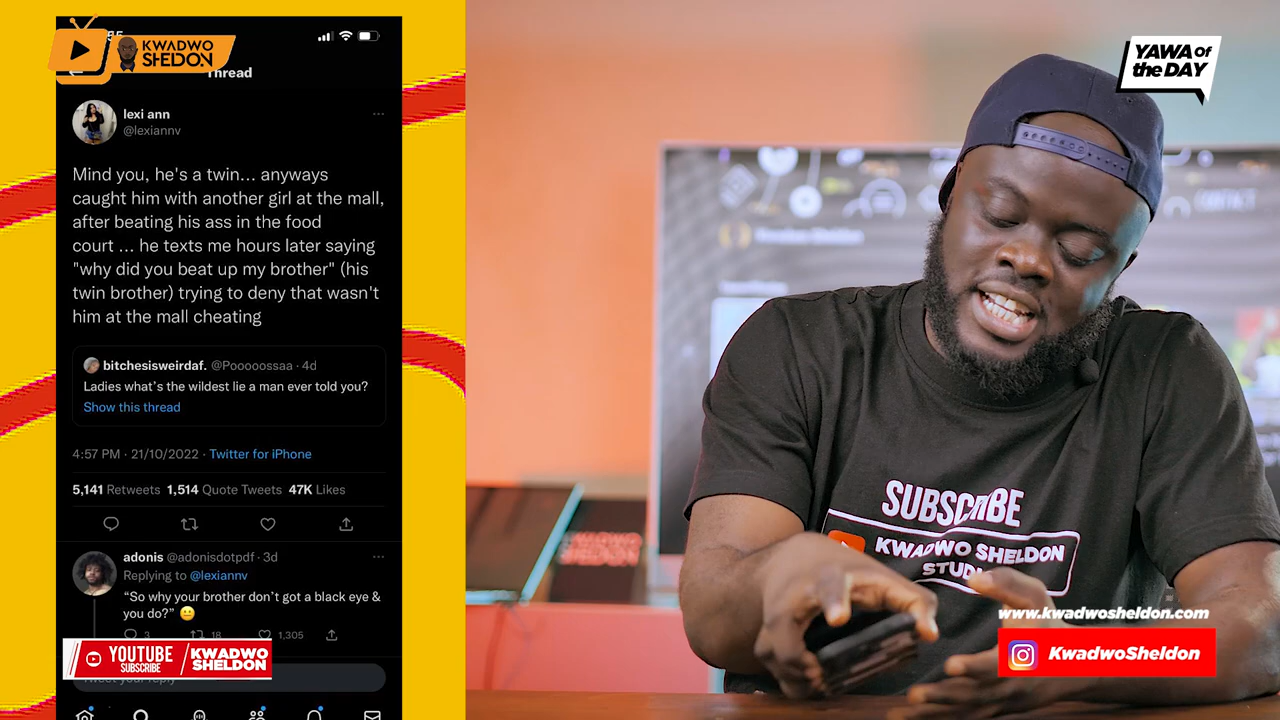 KWADWO
SHEDON
Thread
lexi ann
@lexiannv
Mind you, he's a twin... anyways
caught him with another girl at the mall,
after beating his ass in the food
court ... he texts me hours later saying
"why did you beat up my brother" (his
twin brother) trying to deny that wasn't
him at the mall cheating
bitchesisweirdaf. @Pooooossaa · 4d
Ladies what's the wildest lie a man ever told you?
Show this thread
4:57 PM · 21/10/2022 · Twitter for iPhone
5,141 Retweets 1,514 Quote Tweets 47K Likes
adonis @adonisdotpdf · 3d
Replying to @lexiannv
“So why your brother don’t got a black eye &
you do?” 😐
3 18 1,305
YOUTUBE
SUBSCRIBE
KWADWO
SHELDON
Tweet your reply
YAWA of
the DAY
CONTACT
SUBSCRIBE
KWADWO SHELDON
STUDI
www.kwadwosheldon.com
KwadwoSheldon